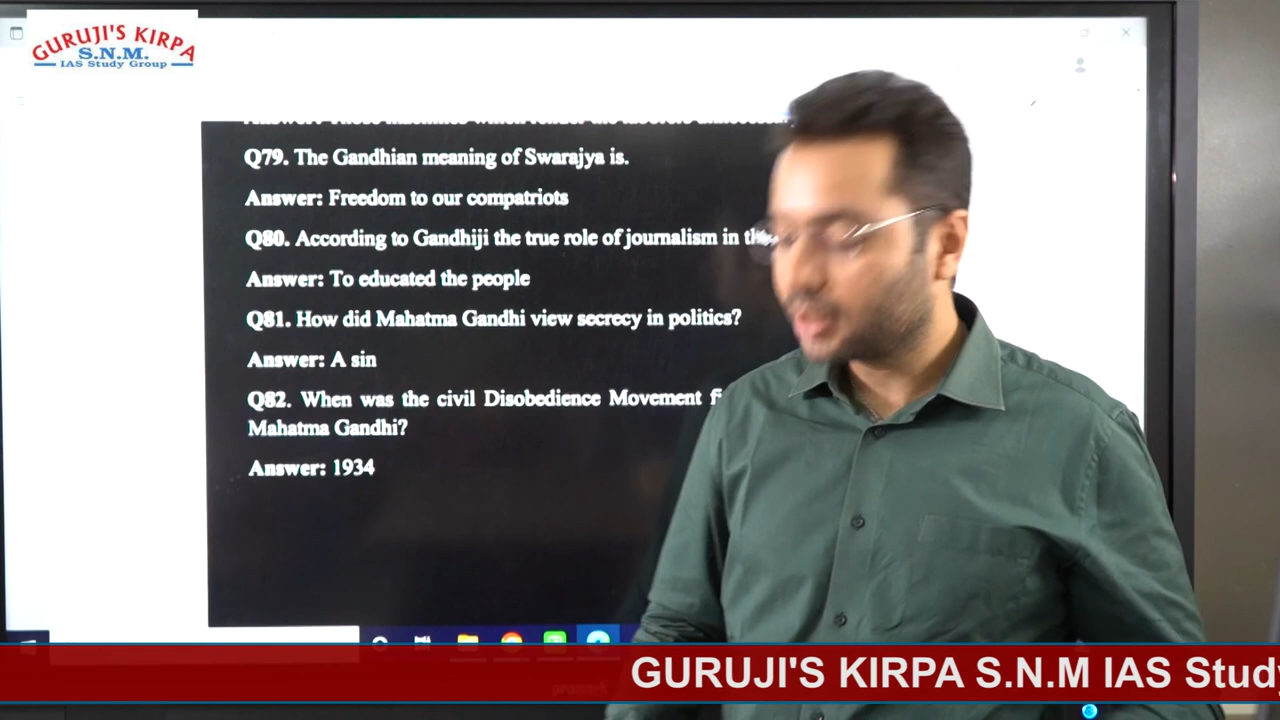 GURUJI'S KIRPA
S.N.M.
IAS Study Group
Q79. The Gandhian meaning of Swarajya is.
Answer: Freedom to our compatriots
Q80. According to Gandhiji the true role of journalism in
Answer: To educated the people
Q81. How did Mahatma Gandhi view secrecy in politics?
Answer: A sin
Q82. When was the civil Disobedience Movement
Mahatma Gandhi?
Answer: 1934
GURUJI'S KIRPA S.N.M IAS Study